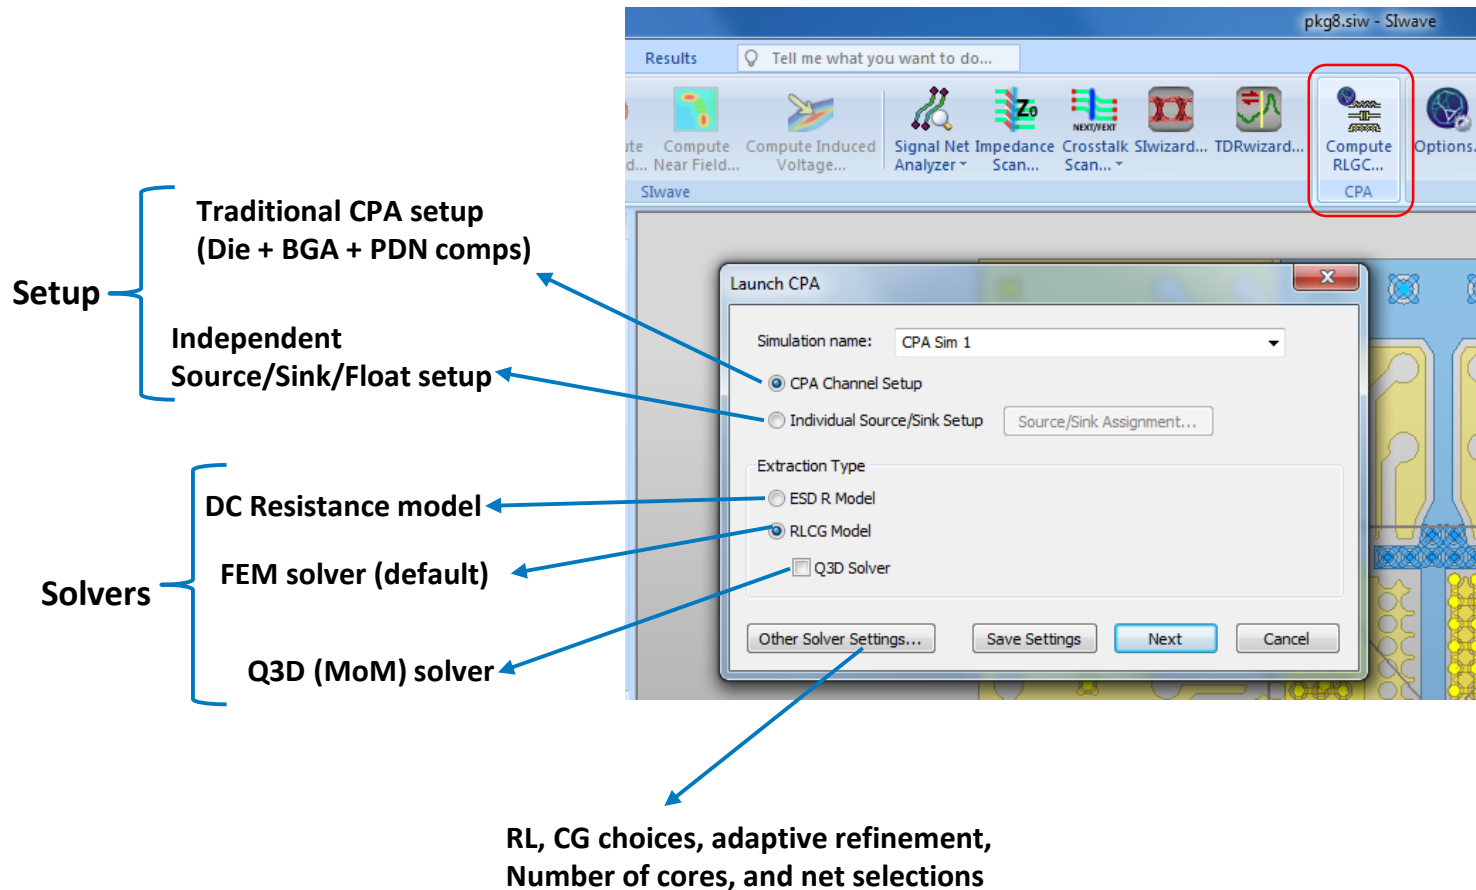 pkg8.siw - SIwave
Results
Tell me what you want to do...
Compute
Near Field...
Compute Induced
Voltage...
Signal Net
Analyzer
Z0
Impedance
Scan...
NEXT/FEXT
Crosstalk
Scan...
SIwizard...
TDRwizard...
Compute
RLGC...
Options.
SIwave
CPA
Setup
Traditional CPA setup
(Die + BGA + PDN comps)
Independent
Source/Sink/Float setup
Solvers
DC Resistance model
FEM solver (default)
Q3D (MoM) solver
Launch CPA
X
Simulation name:
CPA Sim 1
CPA Channel Setup
Individual Source/Sink Setup
Source/Sink Assignment...
Extraction Type
ESD R Model
RLCG Model
Q3D Solver
Other Solver Settings...
Save Settings
Next
Cancel
RL, CG choices, adaptive refinement,
Number of cores, and net selections